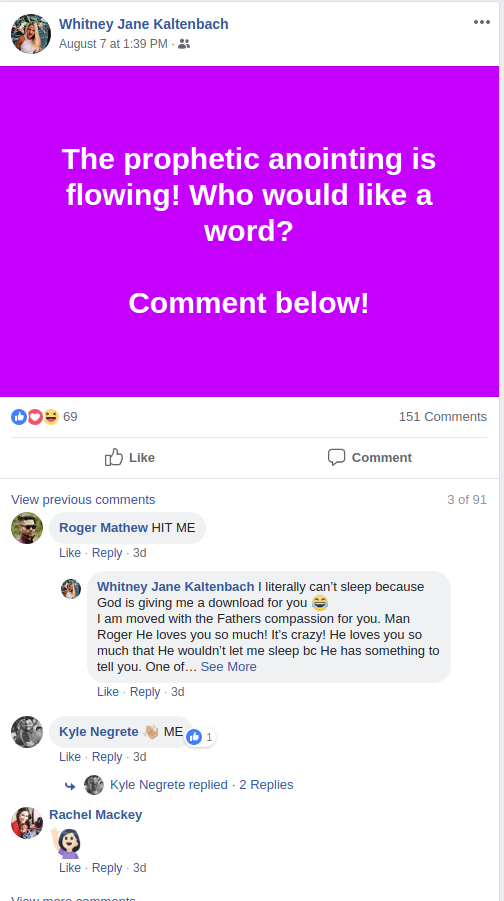 Whitney Jane Kaltenbach
August 7 at 1:39 PM ·
The prophetic anointing is
flowing! Who would like a
word?
Comment below!
69
151 Comments
Like
Comment
View previous comments
3 of 91
Roger Mathew HIT ME
Like · Reply · 3d
Whitney Jane Kaltenbach I literally can’t sleep because
God is giving me a download for you 😂
I am moved with the Fathers compassion for you. Man
Roger He loves you so much! It’s crazy! He loves you so
much that He wouldn’t let me sleep bc He has something to
tell you. One of… See More
Like · Reply · 3d
Kyle Negrete 👋🏼 ME
1
Like · Reply · 3d
Kyle Negrete replied · 2 Replies
Rachel Mackey
🙋🏻‍♀️
Like · Reply · 3d
View more comments